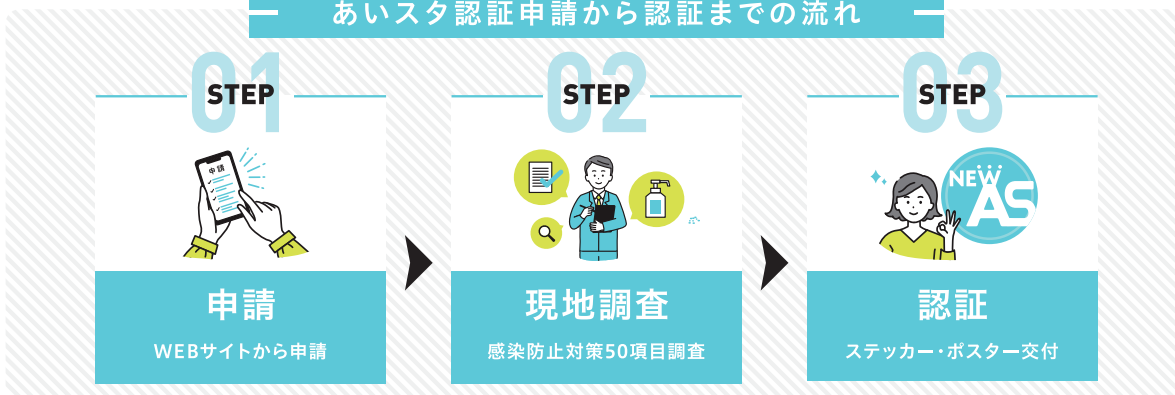 あいスタ認証申請から認証までの流れ
01
STEP
申請
申請
WEBサイトから申請
02
STEP
現地調査
感染防止対策50項目調査
03
STEP
NEW
AS
認証
ステッカー・ポスター交付